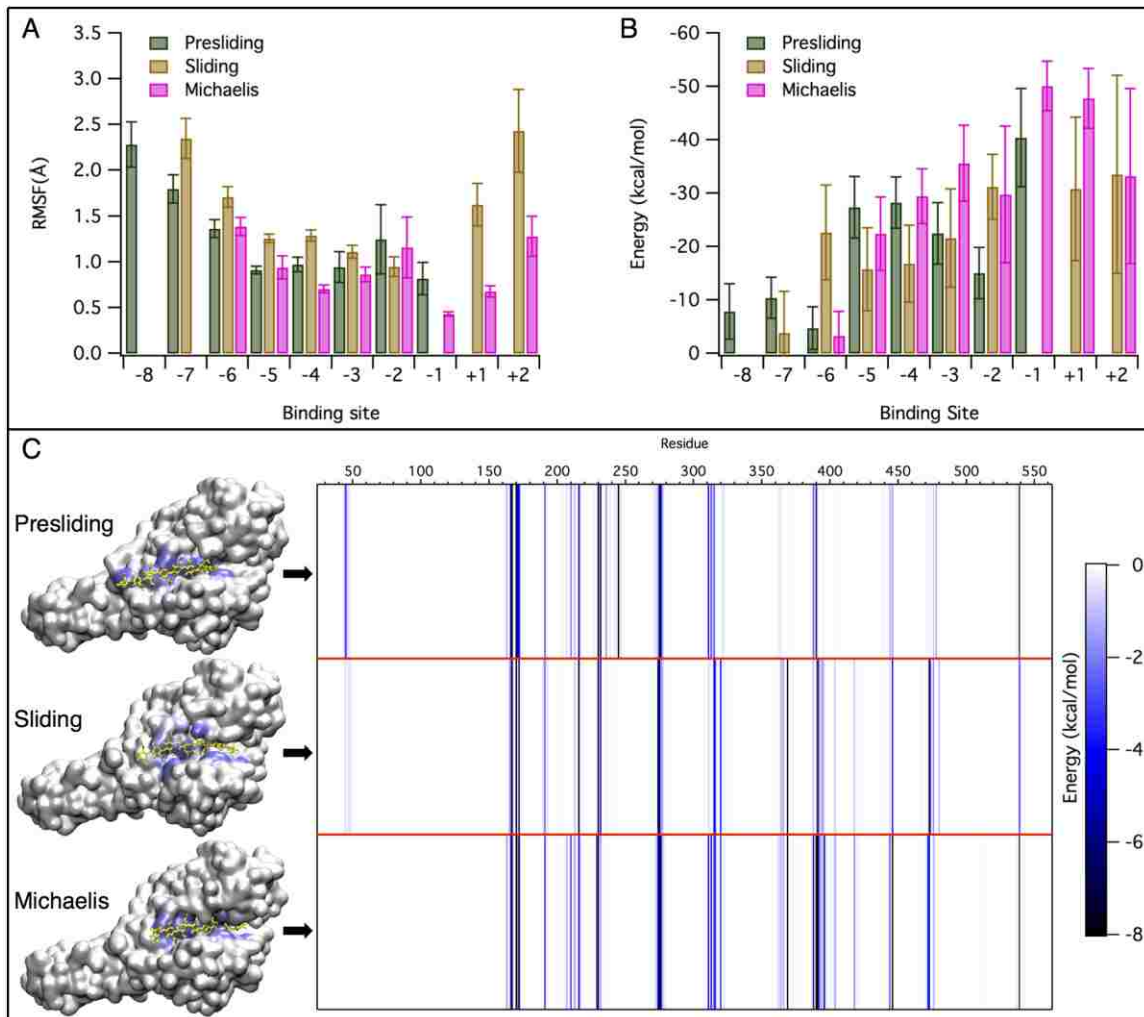 A
Presliding
Sliding
Michaelis
3.5
3.0
2.5
2.0
1.5
1.0
0.5
0.0
RMSF(Å)
-8 -7 -6 -5 -4 -3 -2 -1 +1 +2
Binding site
B
Presliding
Sliding
Michaelis
-60
-50
-40
-30
-20
-10
0
Energy (kcal/mol)
-8 -7 -6 -5 -4 -3 -2 -1 +1 +2
Binding Site
C
Residue
50 100 150 200 250 300 350 400 450 500 550
Presliding
Sliding
Michaelis
Energy (kcal/mol)
0
-2
-4
-6
-8